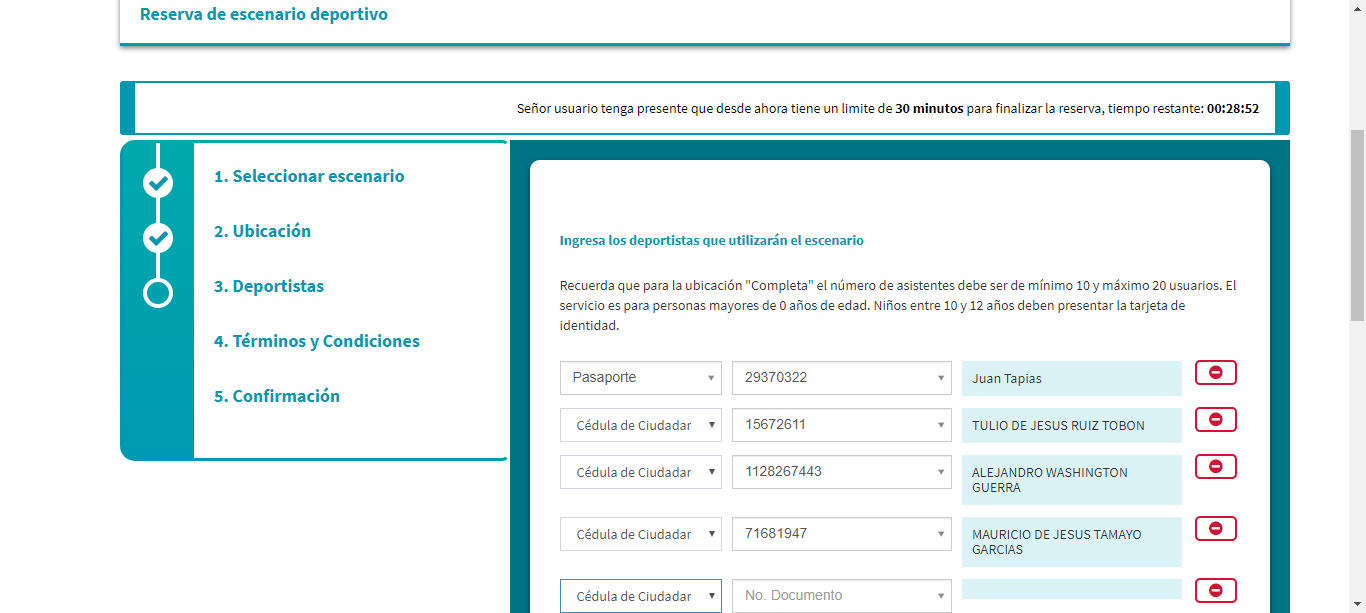 Reserva de escenario deportivo
Señor usuario tenga presente que desde ahora tiene un limite de 30 minutos para finalizar la reserva, tiempo restante: 00:28:52
1. Seleccionar escenario
2. Ubicación
3. Deportistas
4. Términos y Condiciones
5. Confirmación
Ingresa los deportistas que utilizarán el escenario
Recuerda que para la ubicación "Completa" el número de asistentes debe ser de mínimo 10 y máximo 20 usuarios. El
servicio es para personas mayores de 0 años de edad. Niños entre 10 y 12 años deben presentar la tarjeta de
identidad.
Pasaporte 29370322 Juan Tapias
Cédula de Ciudadar 15672611 TULIO DE JESUS RUIZ TOBON
Cédula de Ciudadar 1128267443 ALEJANDRO WASHINGTON
GUERRA
Cédula de Ciudadar 71681947 MAURICIO DE JESUS TAMAYO
GARCIAS
Cédula de Ciudadar No. Documento